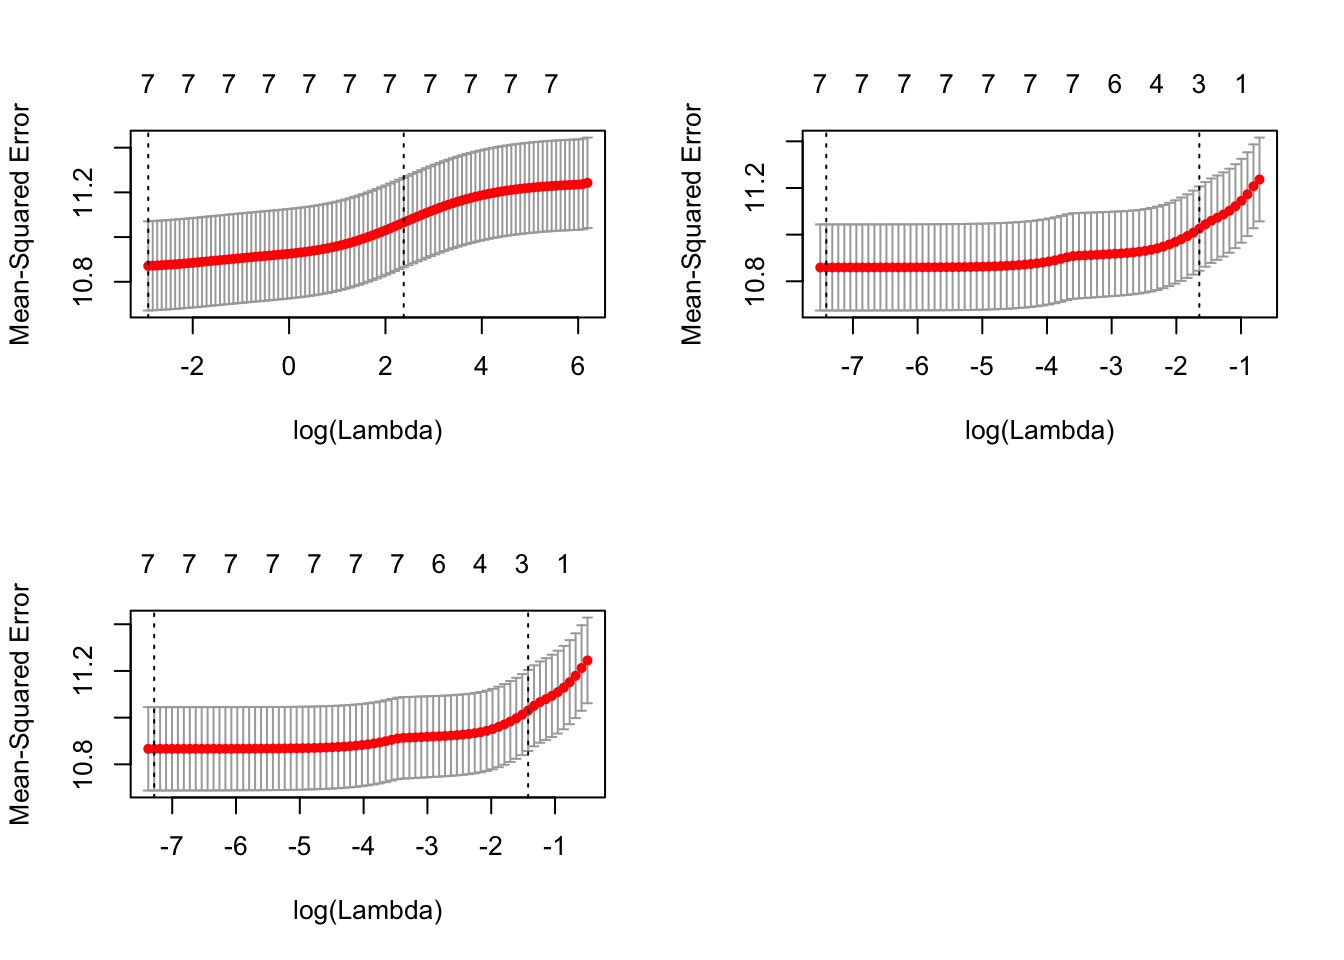 7 7 7 7 7 7 7 7 7 7 7
Mean-Squared Error
11.2
10.8
-2 0 2 4 6
log(Lambda)
7 7 7 7 7 7 7 6 4 3 1
Mean-Squared Error
11.2
10.8
-7 -6 -5 -4 -3 -2 -1
log(Lambda)
7 7 7 7 7 7 7 6 4 3 1
Mean-Squared Error
11.2
10.8
-7 -6 -5 -4 -3 -2 -1
log(Lambda)